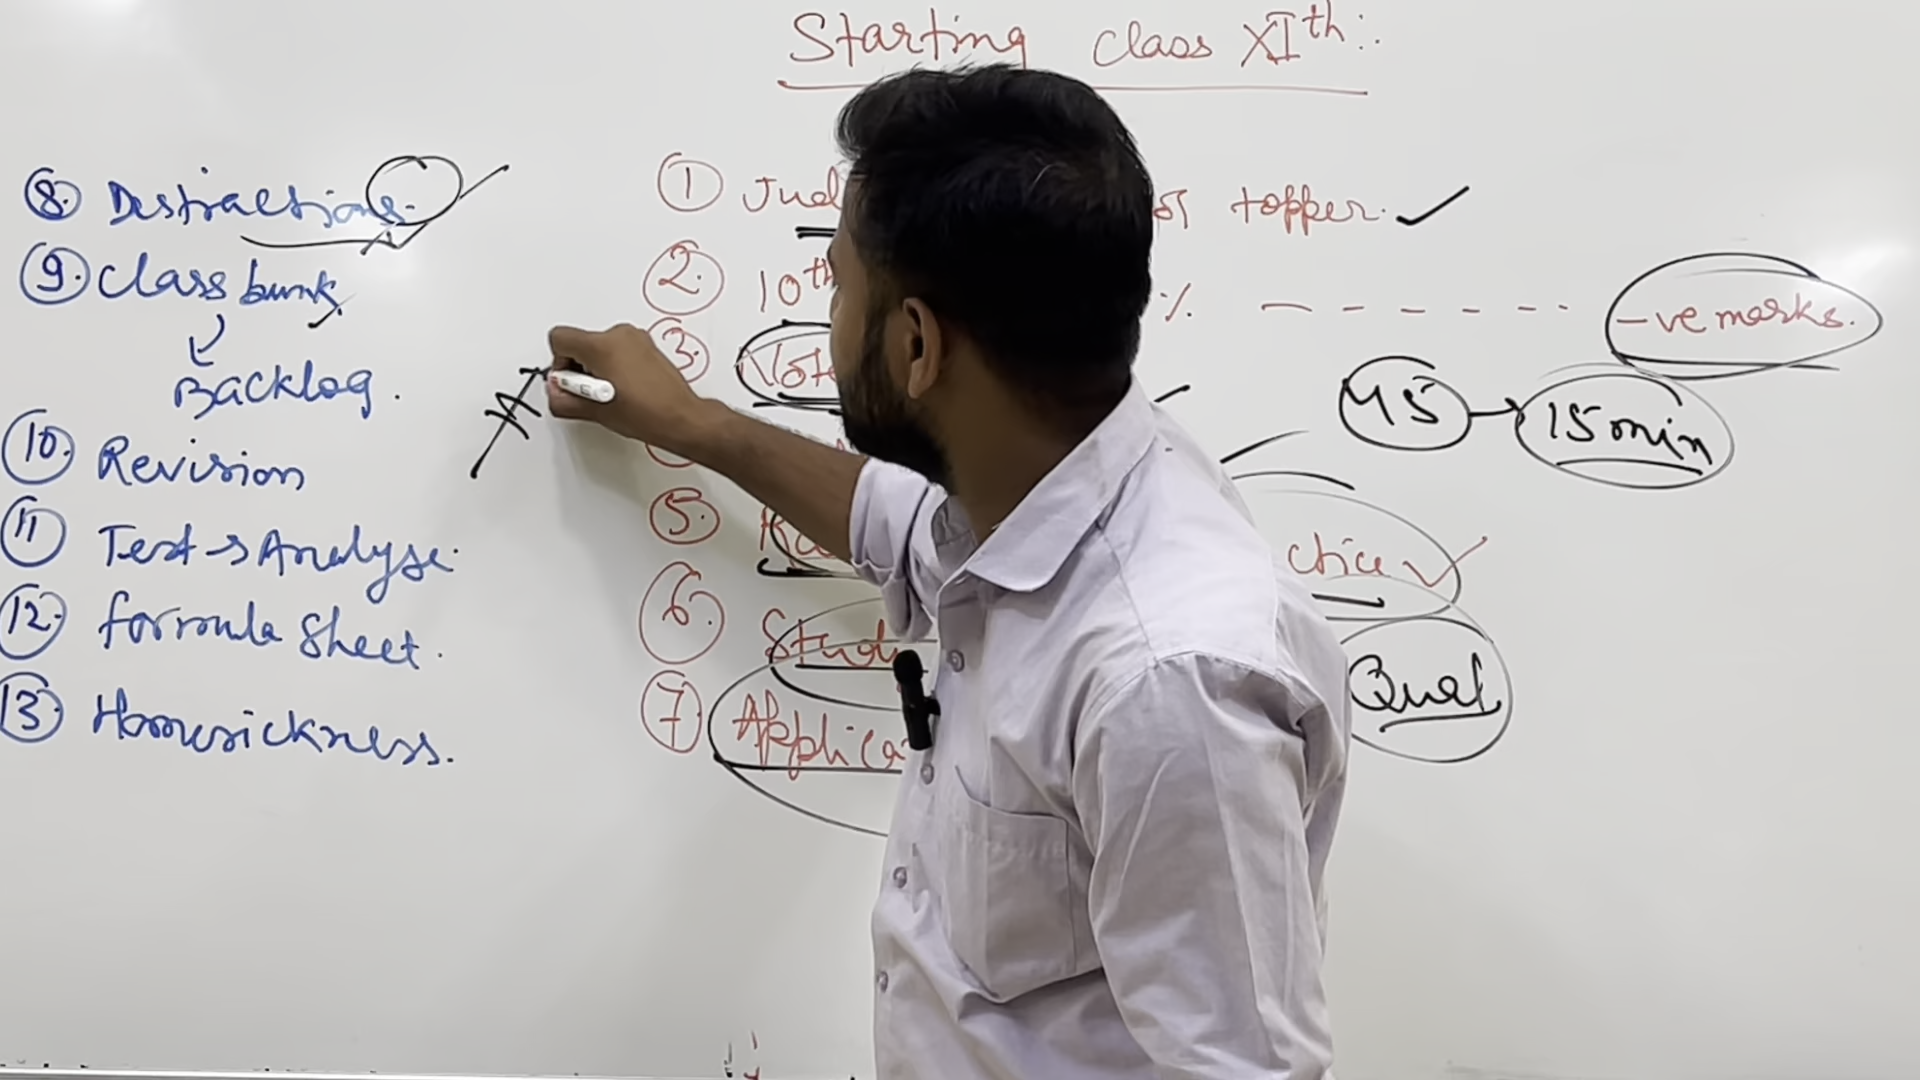 Starting Class XIth:
8. Distractions.
9. Class bunk
Backlog.
10. Revision
11 Test → Analyse.
12. formula Sheet.
13 Homesickness.
1 topper.
2. 10th %
-ve marks.
3.
45 → 15 min
5.
6.
7.
Qual